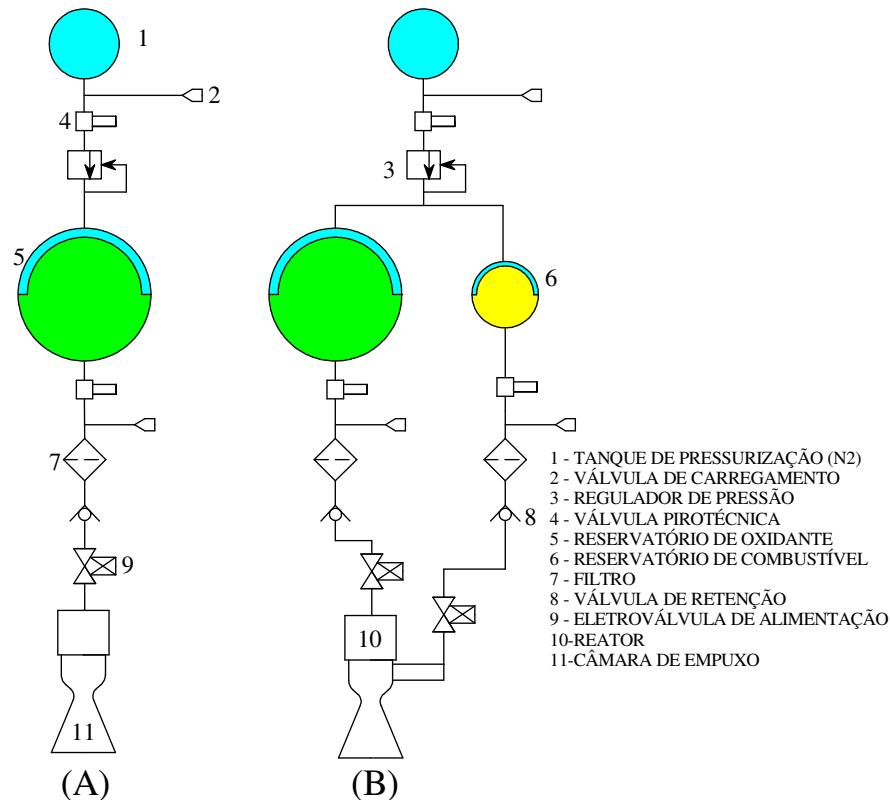 1
2
4
3
5
6
7
8
9
10
11
1 - TANQUE DE PRESSURIZAÇÃO (N2)
2 - VÁLVULA DE CARREGAMENTO
3 - REGULADOR DE PRESSÃO
4 - VÁLVULA PIROTÉCNICA
5 - RESERVATÓRIO DE OXIDANTE
6 - RESERVATÓRIO DE COMBUSTÍVEL
7 - FILTRO
8 - VÁLVULA DE RETENÇÃO
9 - ELETROVÁLVULA DE ALIMENTAÇÃO
10-REATOR
11-CÂMARA DE EMPUXO
(A)
(B)